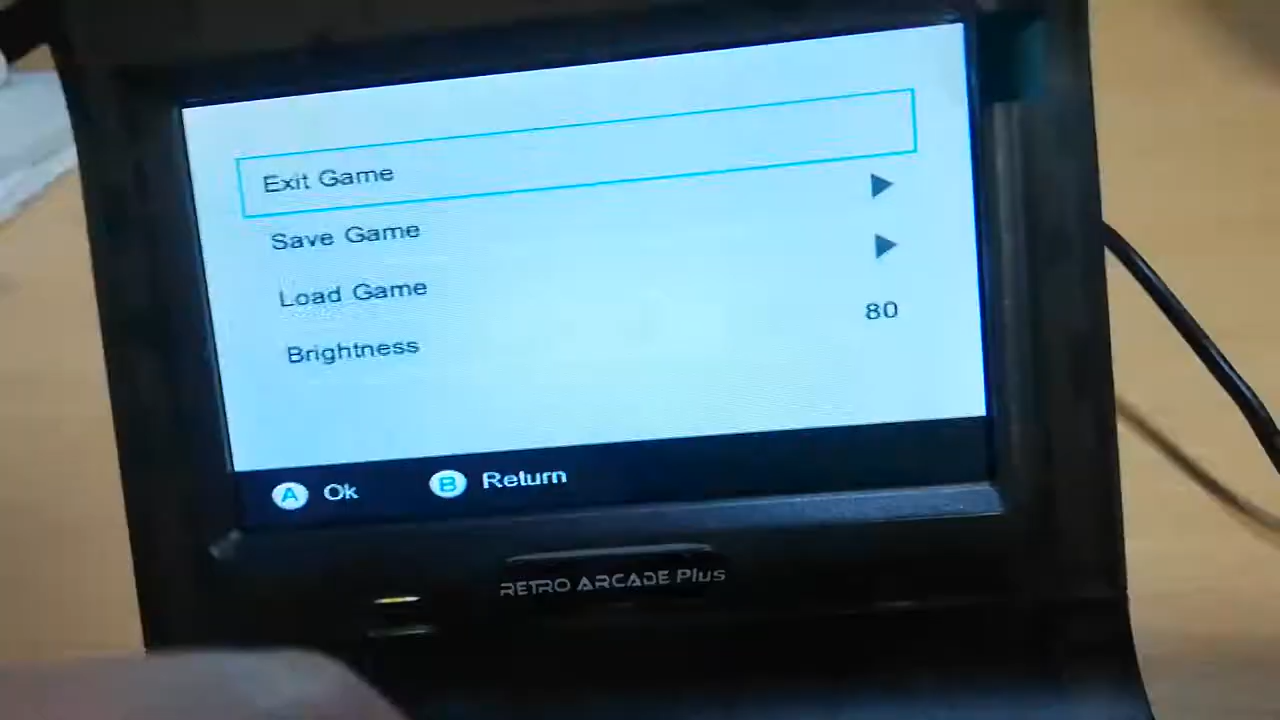 Exit Game
Save Game
Load Game
Brightness 80
A Ok B Return
RETRO ARCADE Plus